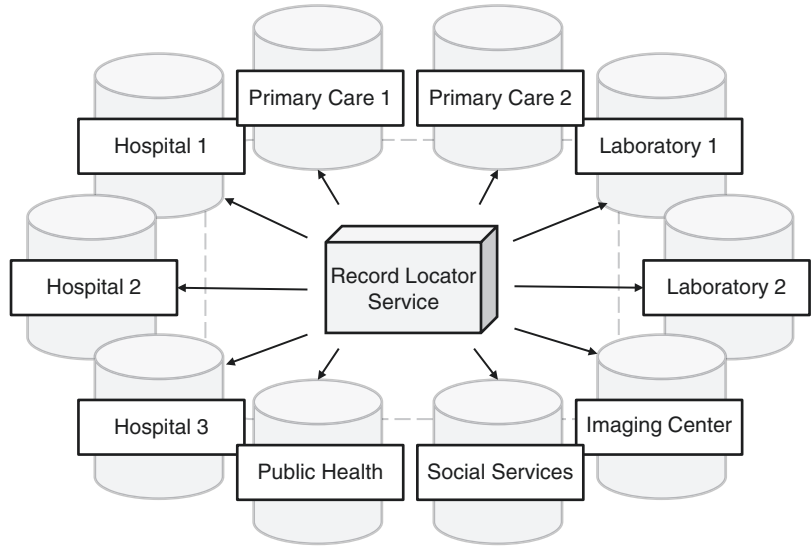 Primary Care 1
Primary Care 2
Hospital 1
Laboratory 1
Record Locator
Service
Hospital 2
Laboratory 2
Hospital 3
Imaging Center
Public Health
Social Services